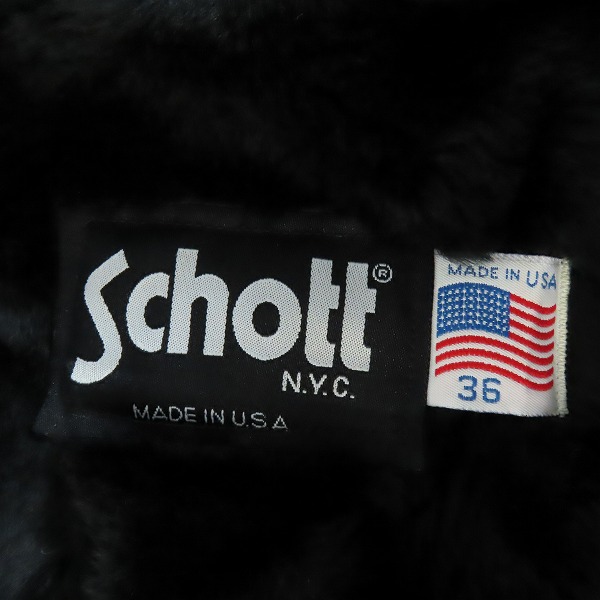 Schott®
N.Y.C.
MADE IN U.S.A
MADE IN USA
36